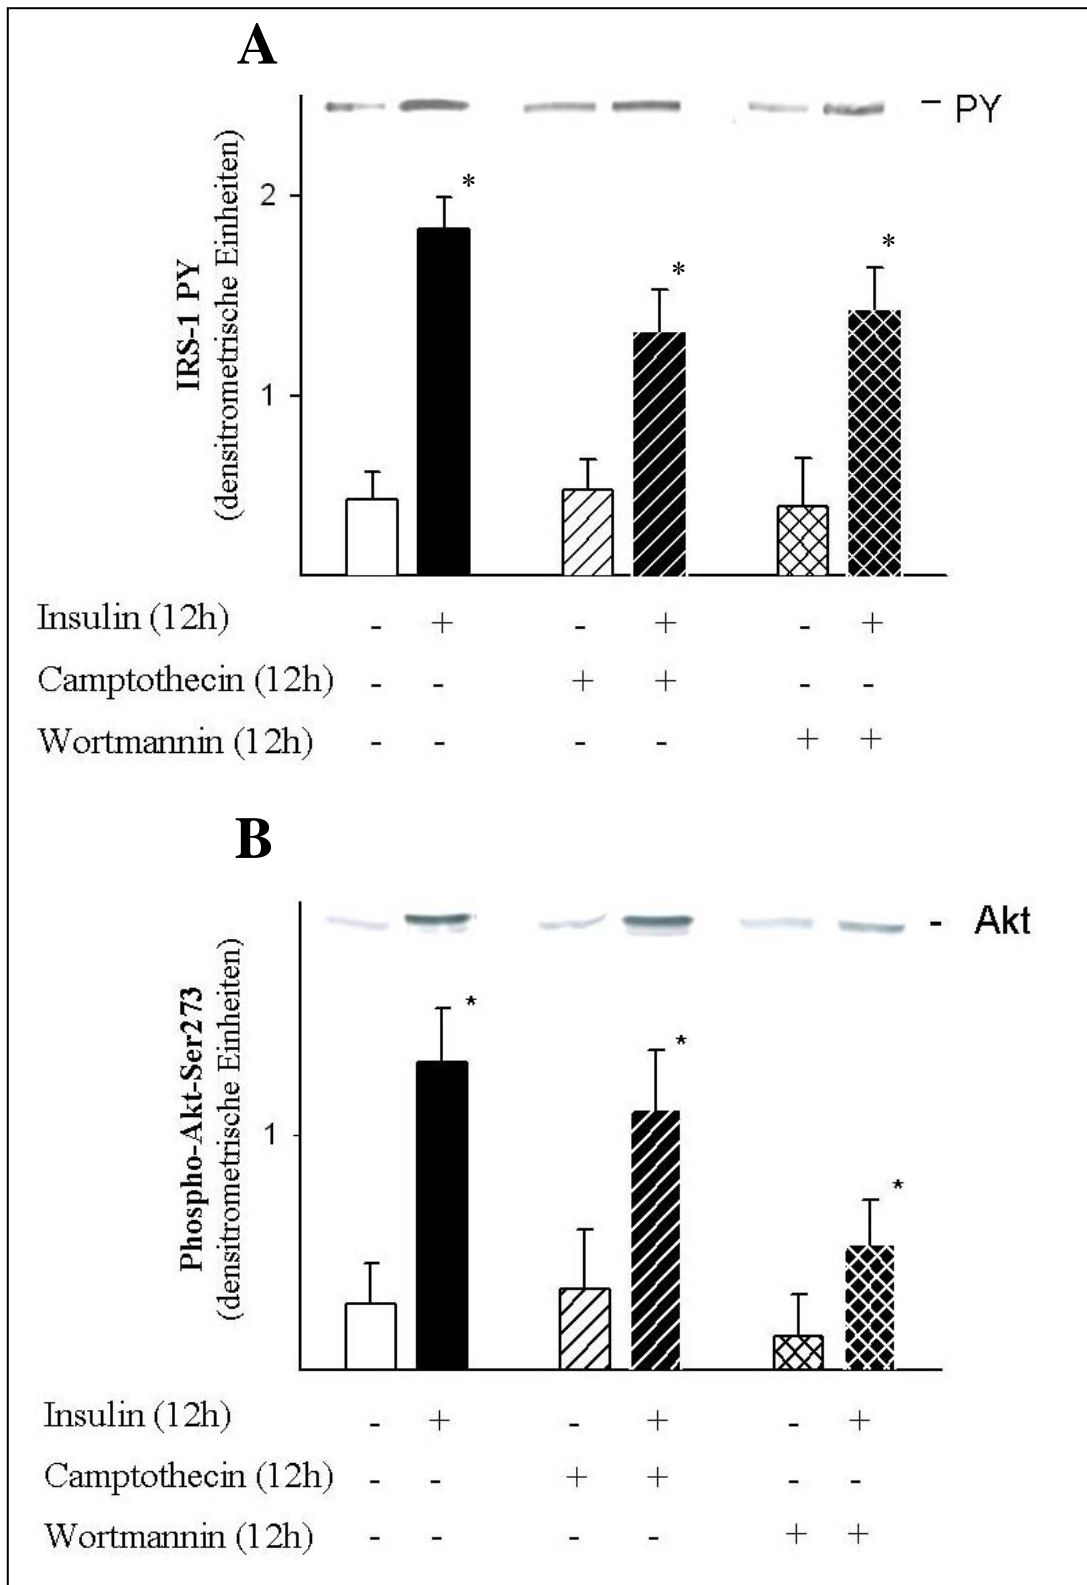 A
– PY
* 
2
*
*
IRS-1 PY
(densitrometrische Einheiten)
1
Insulin (12h) - + - + - +
Camptothecin (12h) - - + + - -
Wortmannin (12h) - - - - + +
B
- Akt
*
*
Phospho-Akt-Ser273
(densitrometrische Einheiten)
1
*
Insulin (12h) - + - + - +
Camptothecin (12h) - - + + - -
Wortmannin (12h) - - - - + +